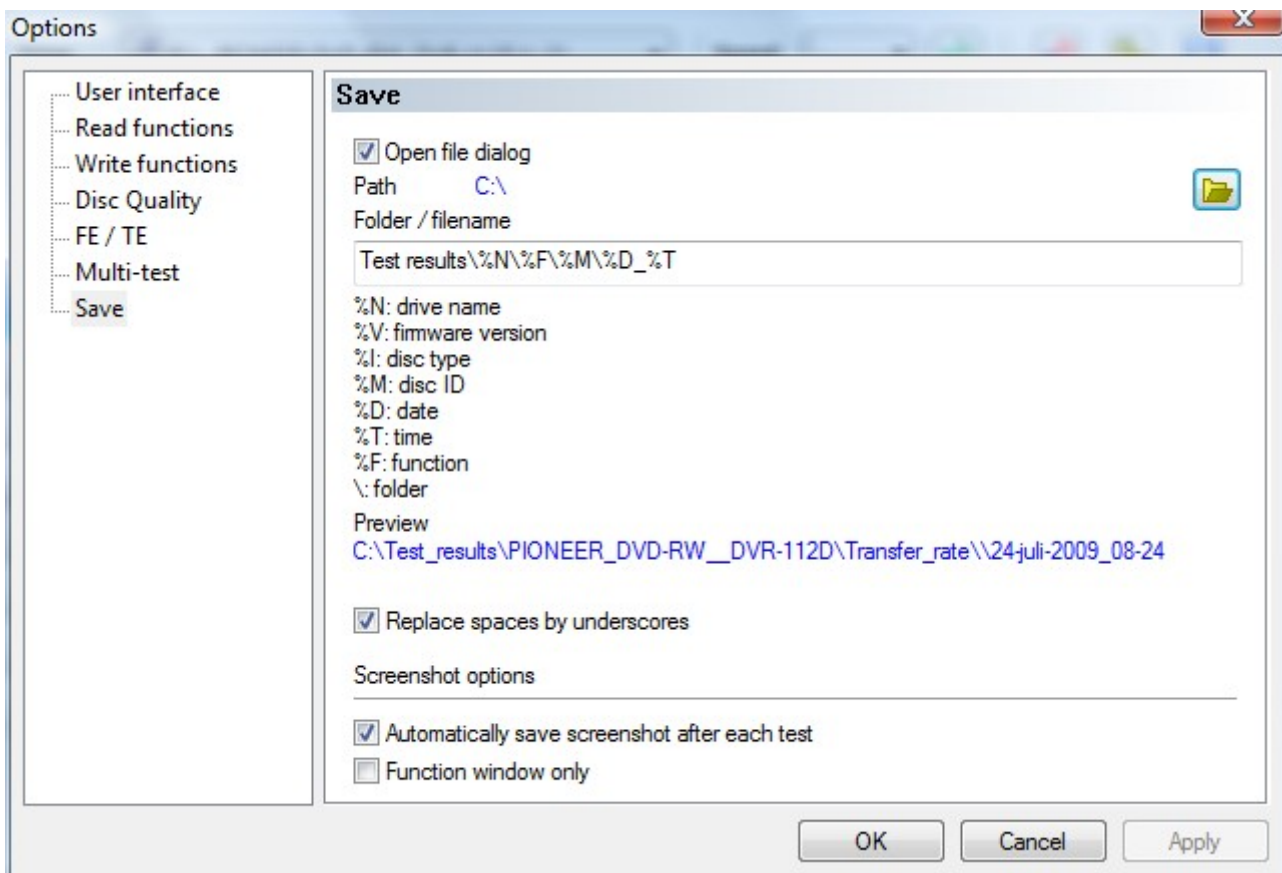 Options
User interface
Read functions
Write functions
Disc Quality
FE / TE
Multi-test
Save
Save
Open file dialog
Path C:\
Folder / filename
Test results\%N\%F\%M\%D_%T
%N: drive name
%V: firmware version
%I: disc type
%M: disc ID
%D: date
%T: time
%F: function
\: folder
Preview
C:\Test_results\PIONEER_DVD-RW__DVR-112D\Transfer_rate\\24-juli-2009_08-24
Replace spaces by underscores
Screenshot options
Automatically save screenshot after each test
Function window only
OK Cancel Apply